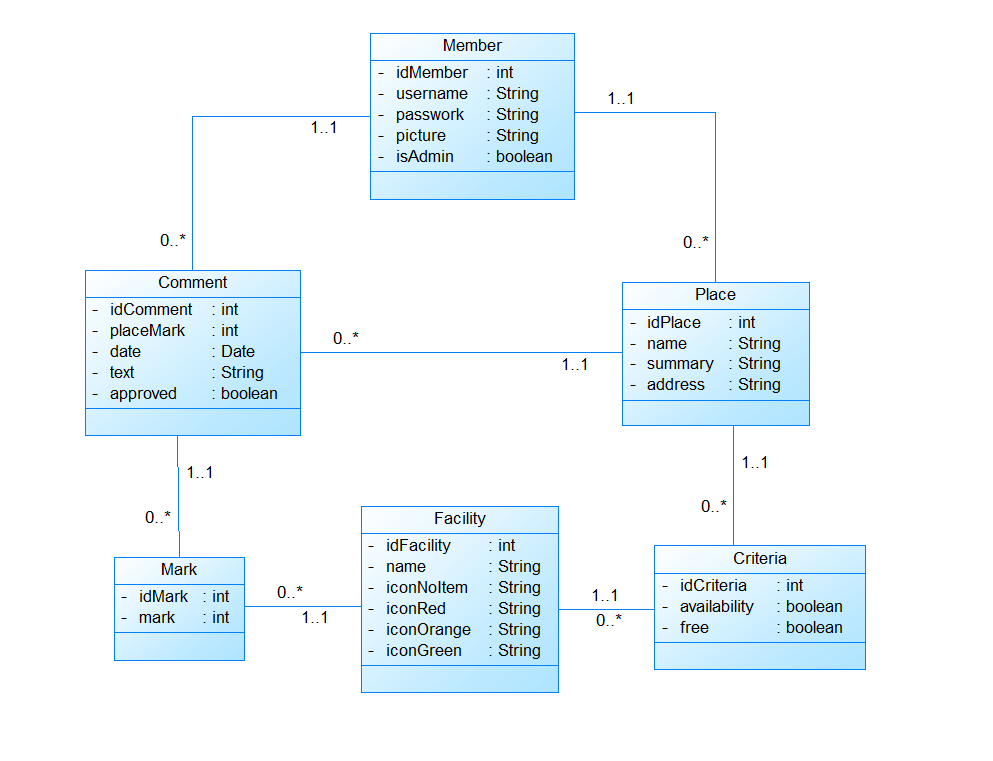 Member
- idMember : int
- username : String
- passwork : String
- picture : String
- isAdmin : boolean
1..1
1..1
0..*
0..*
Comment
- idComment : int
- placeMark : int
- date : Date
- text : String
- approved : boolean
Place
- idPlace : int
- name : String
- summary : String
- address : String
0..*
1..1
1..1
0..*
1..1
0..*
Mark
- idMark : int
- mark : int
0..*
1..1
Facility
- idFacility : int
- name : String
- iconNoItem : String
- iconRed : String
- iconOrange : String
- iconGreen : String
1..1
0..*
Criteria
- idCriteria : int
- availability : boolean
- free : boolean